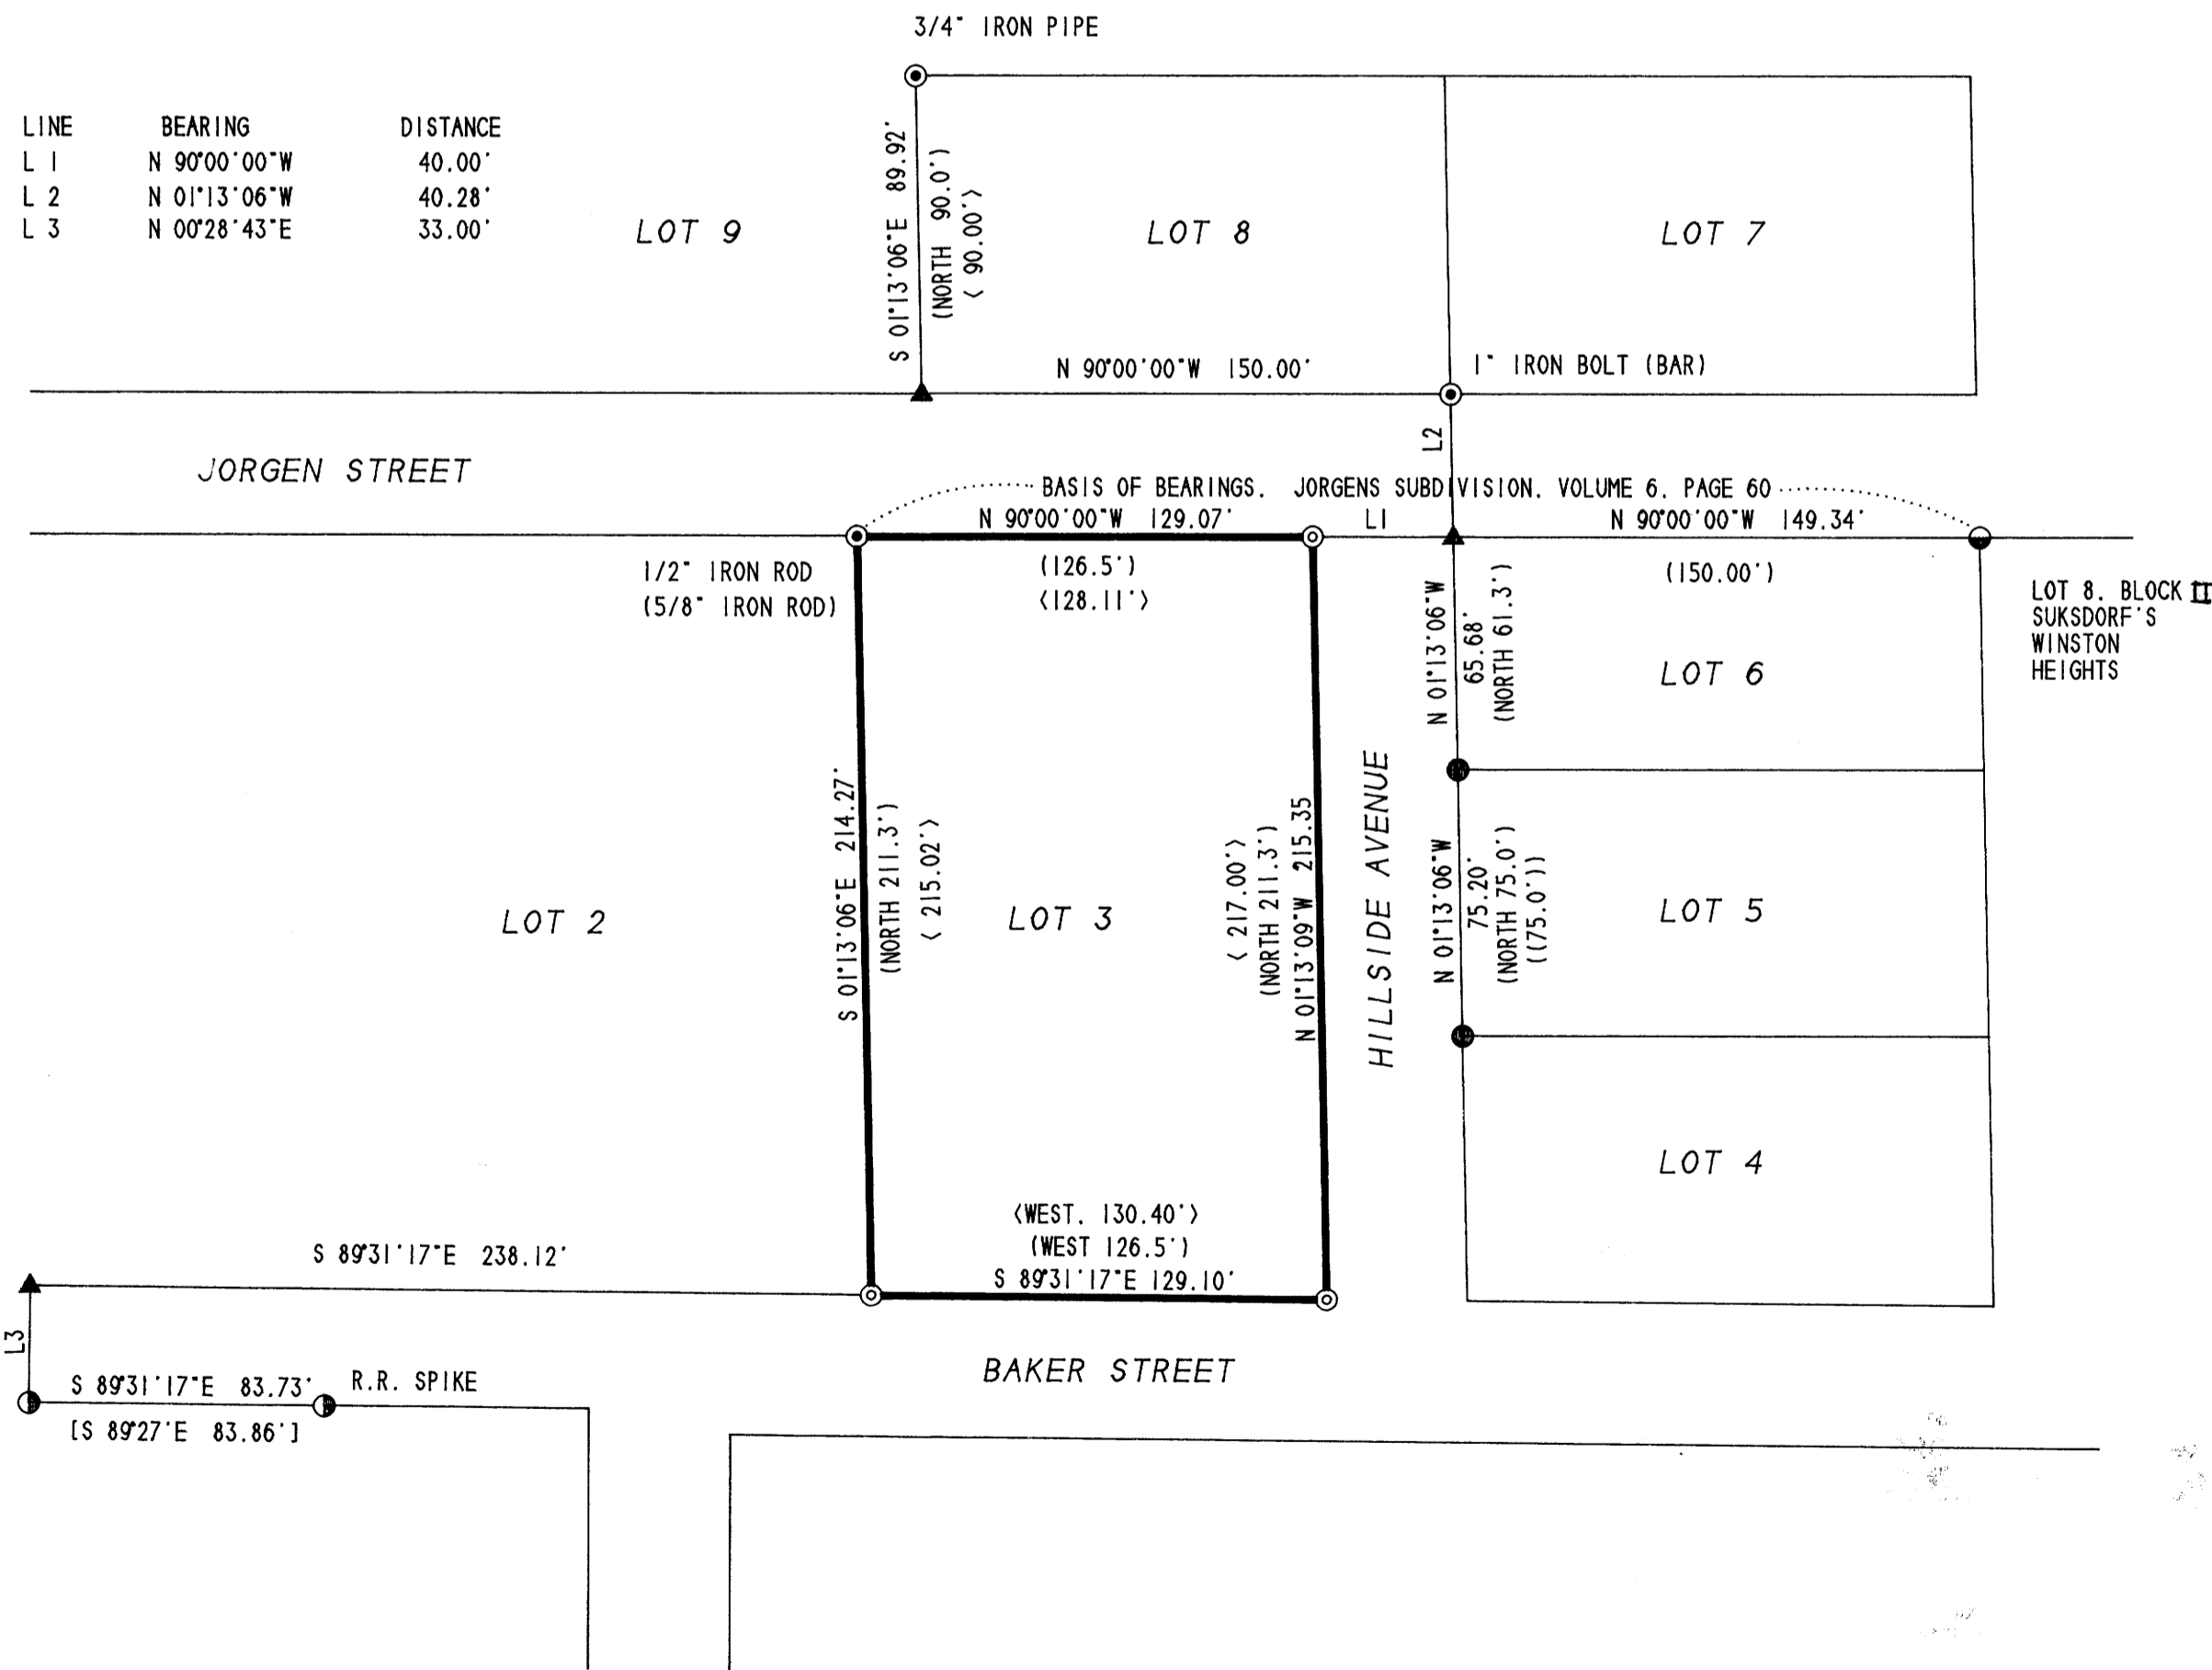 3/4" IRON PIPE
LINE BEARING DISTANCE
L 1 N 90°00'00"W 40.00'
L 2 N 01°13'06"W 40.28'
L 3 N 00°28'43"E 33.00'
LOT 9
S 01°13'06"E 89.92'
(NORTH 90.0')
< 90.00'>
LOT 8
LOT 7
N 90°00'00"W 150.00'
1" IRON BOLT (BAR)
JORGEN STREET
L2
BASIS OF BEARINGS. JORGENS SUBDIVISION. VOLUME 6. PAGE 60
N 90°00'00"W 129.07'
L1
N 90°00'00"W 149.34'
1/2" IRON ROD
(5/8" IRON ROD)
(126.5')
<128.11'>
(150.00')
LOT 8. BLOCK II
SUKSDORF'S
WINSTON
HEIGHTS
N 01°13'06"W
65.68'
(NORTH 61.3')
LOT 6
S 01°13'06"E 214.27'
(NORTH 211.3')
< 215.02'>
LOT 2
LOT 3
< 217.00'>
(NORTH 211.3')
N 01°13'09"W 215.35
HILLSIDE AVENUE
N 01°13'06"W
75.20'
(NORTH 75.0')
((75.0'))
LOT 5
LOT 4
<WEST. 130.40'>
(WEST 126.5')
S 89°31'17"E 129.10'
S 89°31'17"E 238.12'
L3
S 89°31'17"E 83.73'
R.R. SPIKE
[S 89°27'E 83.86']
BAKER STREET